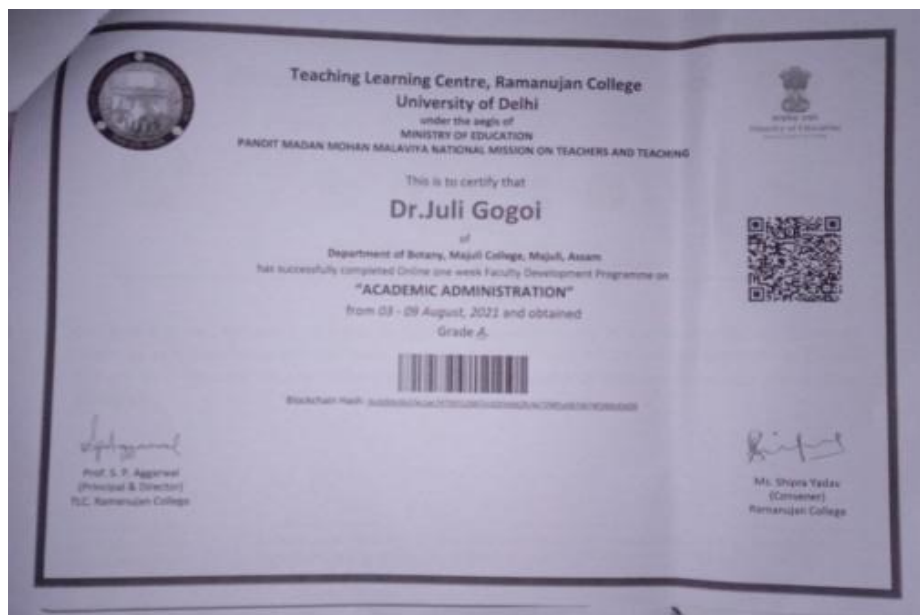 Teaching Learning Centre, Ramanujan College
University of Delhi
under the aegis of
MINISTRY OF EDUCATION
PANDIT MADAN MOHAN MALAVIYA NATIONAL MISSION ON TEACHERS AND TEACHING
This is to certify that
Dr.Juli Gogoi
of
Department of Botany, Majuli College, Majuli, Assam
has successfully completed Online one week Faculty Development Programme on
"ACADEMIC ADMINISTRATION"
from 03 - 09 August, 2021 and obtained
Grade A
Blockchain Hash
Prof. S. P. Aggarwal
(Principal & Director)
TLC, Ramanujan College
Ms. Shipra Yadav
(Convener)
Ramanujan College